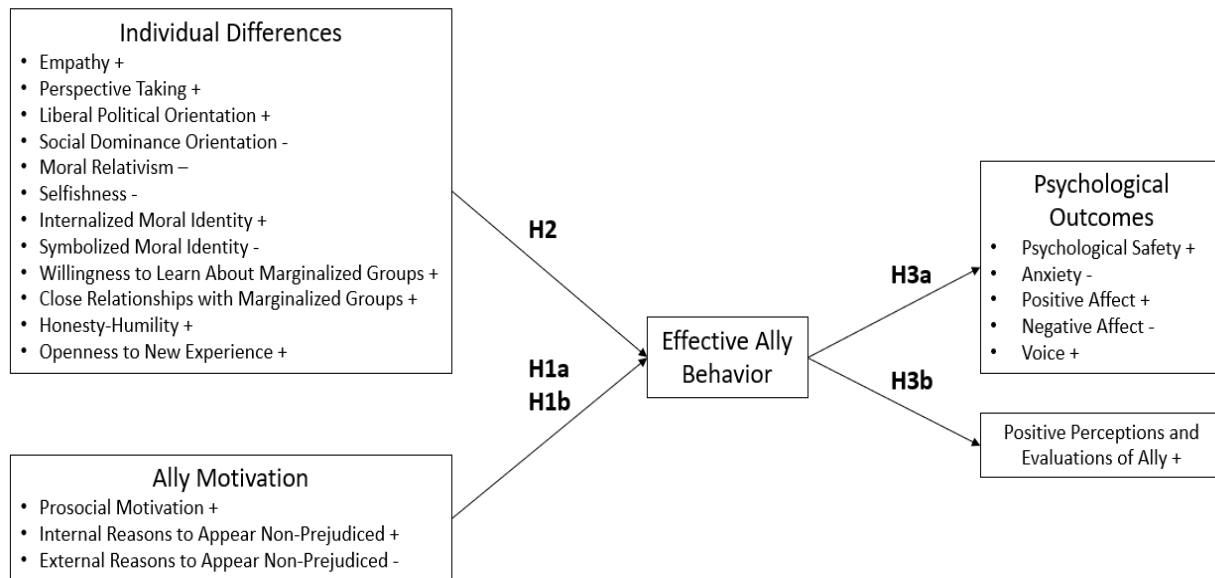 Individual Differences
• Empathy +
• Perspective Taking +
• Liberal Political Orientation +
• Social Dominance Orientation -
• Moral Relativism –
• Selfishness -
• Internalized Moral Identity +
• Symbolized Moral Identity -
• Willingness to Learn About Marginalized Groups +
• Close Relationships with Marginalized Groups +
• Honesty-Humility +
• Openness to New Experience +
H2
H1a
H1b
Ally Motivation
• Prosocial Motivation +
• Internal Reasons to Appear Non-Prejudiced +
• External Reasons to Appear Non-Prejudiced -
Effective Ally
Behavior
H3a
H3b
Psychological
Outcomes
• Psychological Safety +
• Anxiety -
• Positive Affect +
• Negative Affect -
• Voice +
Positive Perceptions and
Evaluations of Ally +